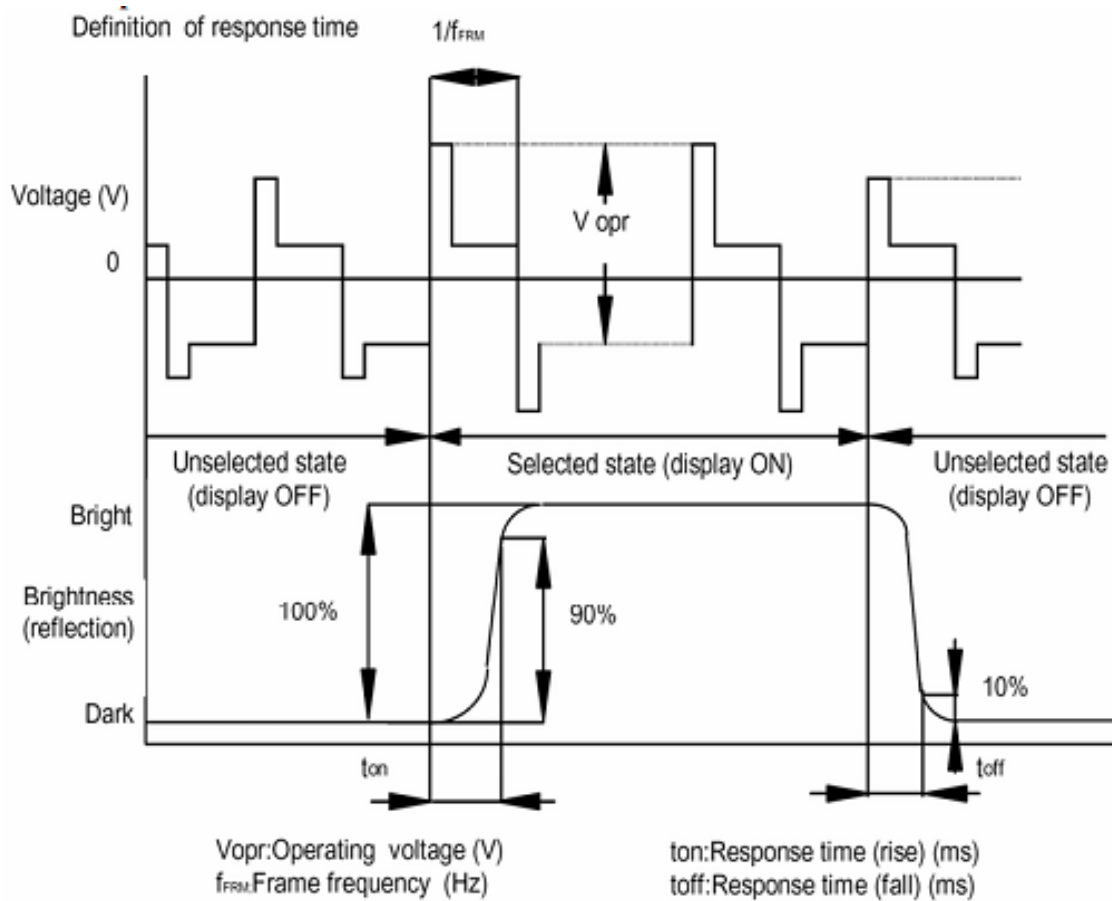 Definition of response time
1/fFRM
Voltage (V)
V opr
0
Unselected state
(display OFF)
Selected state (display ON)
Unselected state
(display OFF)
Bright
Brightness
(reflection)
100%
90%
10%
Dark
ton
toff
Vopr:Operating voltage (V)
fFRM:Frame frequency (Hz)
ton:Response time (rise) (ms)
toff:Response time (fall) (ms)